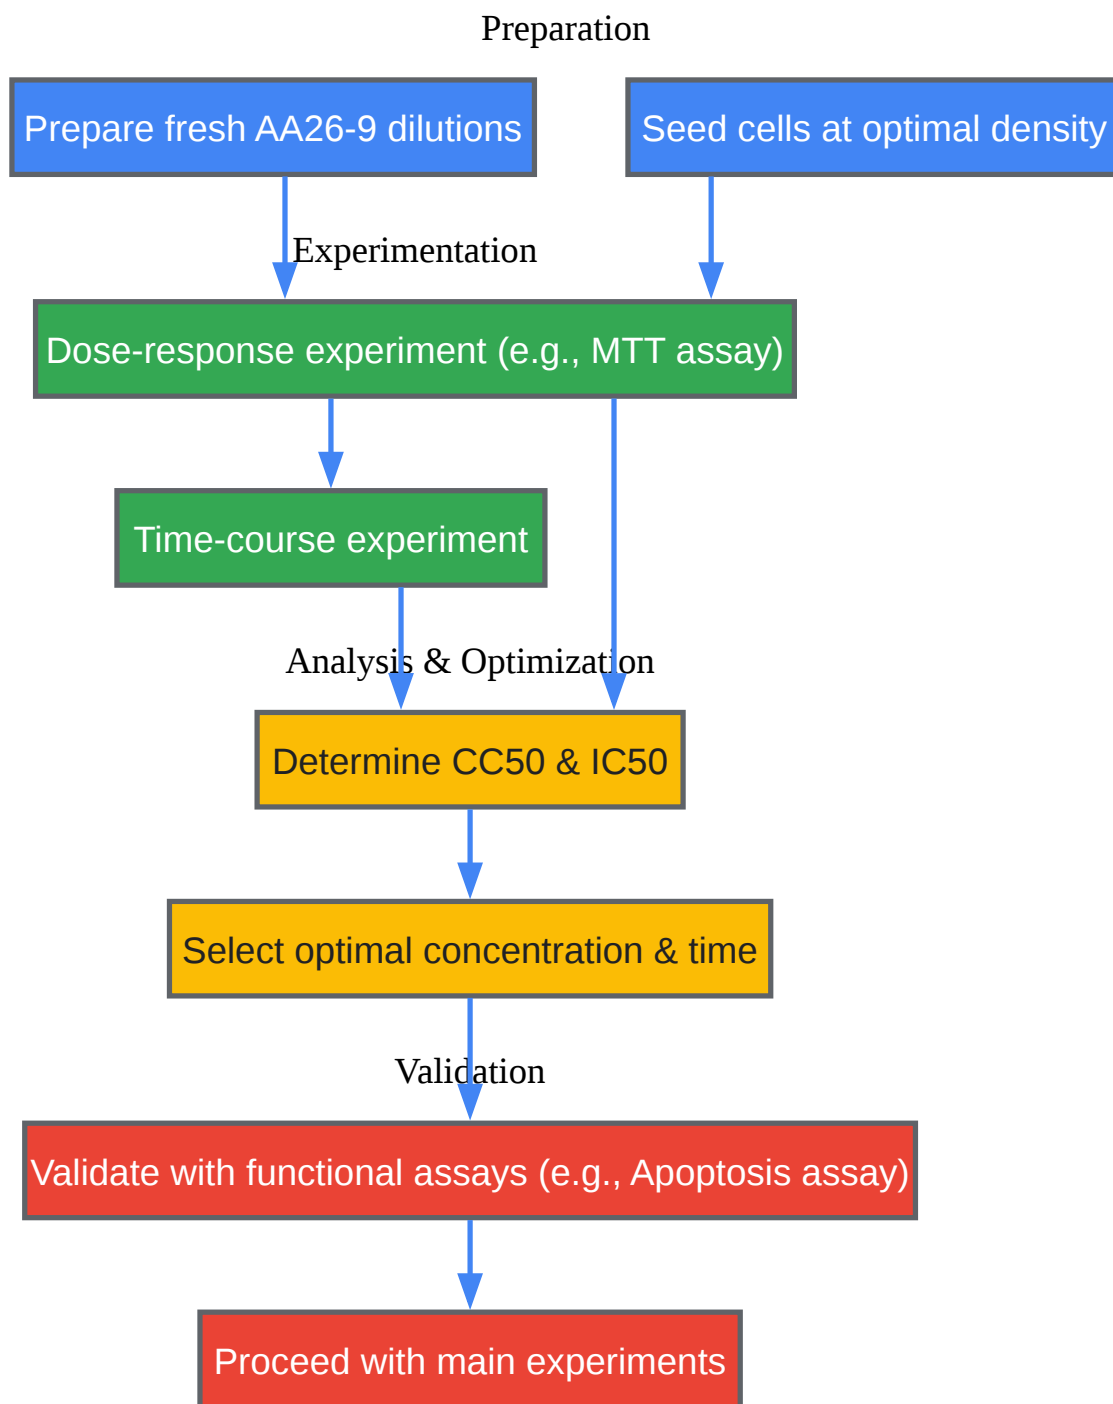 Preparation
Prepare fresh AA26-9 dilutions
Seed cells at optimal density
Experimentation
Dose-response experiment (e.g., MTT assay)
Time-course experiment
Analysis & Optimization
Determine CC50 & IC50
Select optimal concentration & time
Validation
Validate with functional assays (e.g., Apoptosis assay)
Proceed with main experiments